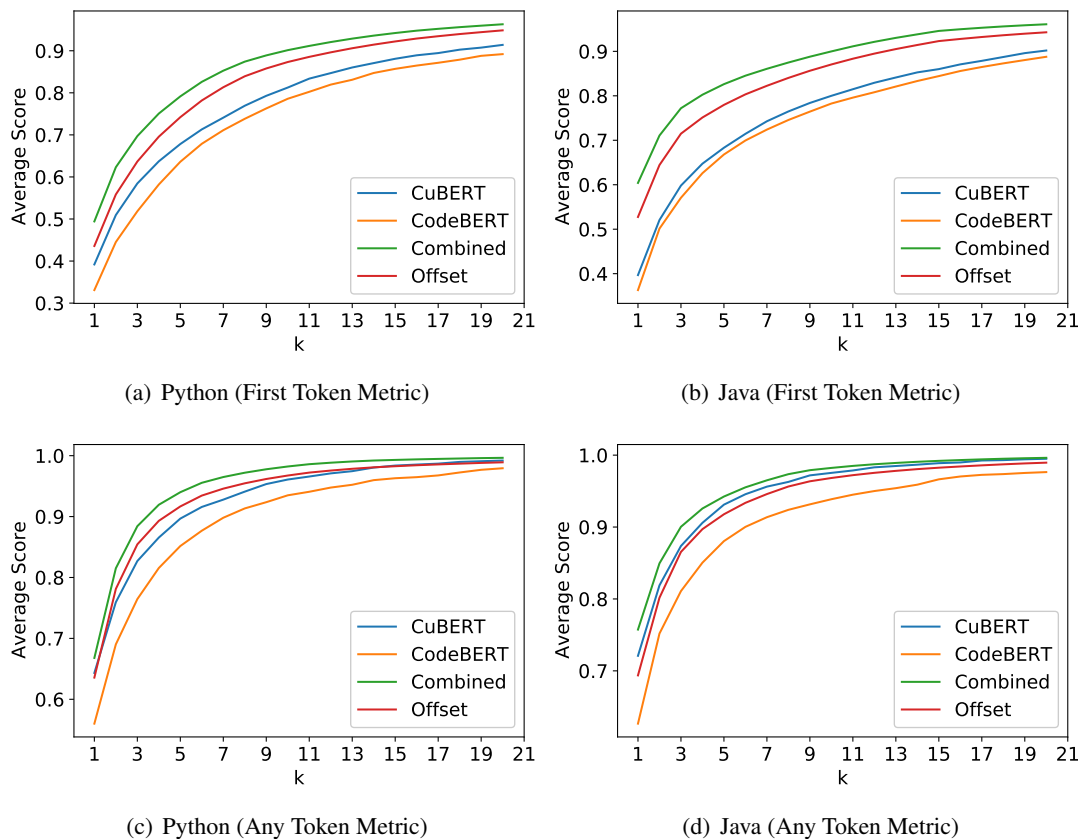 0.9
0.8
0.7
0.6
0.5
0.4
0.3
Average Score
1 3 5 7 9 11 13 15 17 19 21
k
CuBERT
CodeBERT
Combined
Offset
(a) Python (First Token Metric)
0.9
0.8
0.7
0.6
0.5
0.4
Average Score
1 3 5 7 9 11 13 15 17 19 21
k
CuBERT
CodeBERT
Combined
Offset
(b) Java (First Token Metric)
1.0
0.9
0.8
0.7
0.6
Average Score
1 3 5 7 9 11 13 15 17 19 21
k
CuBERT
CodeBERT
Combined
Offset
(c) Python (Any Token Metric)
1.0
0.9
0.8
0.7
Average Score
1 3 5 7 9 11 13 15 17 19 21
k
CuBERT
CodeBERT
Combined
Offset
(d) Java (Any Token Metric)